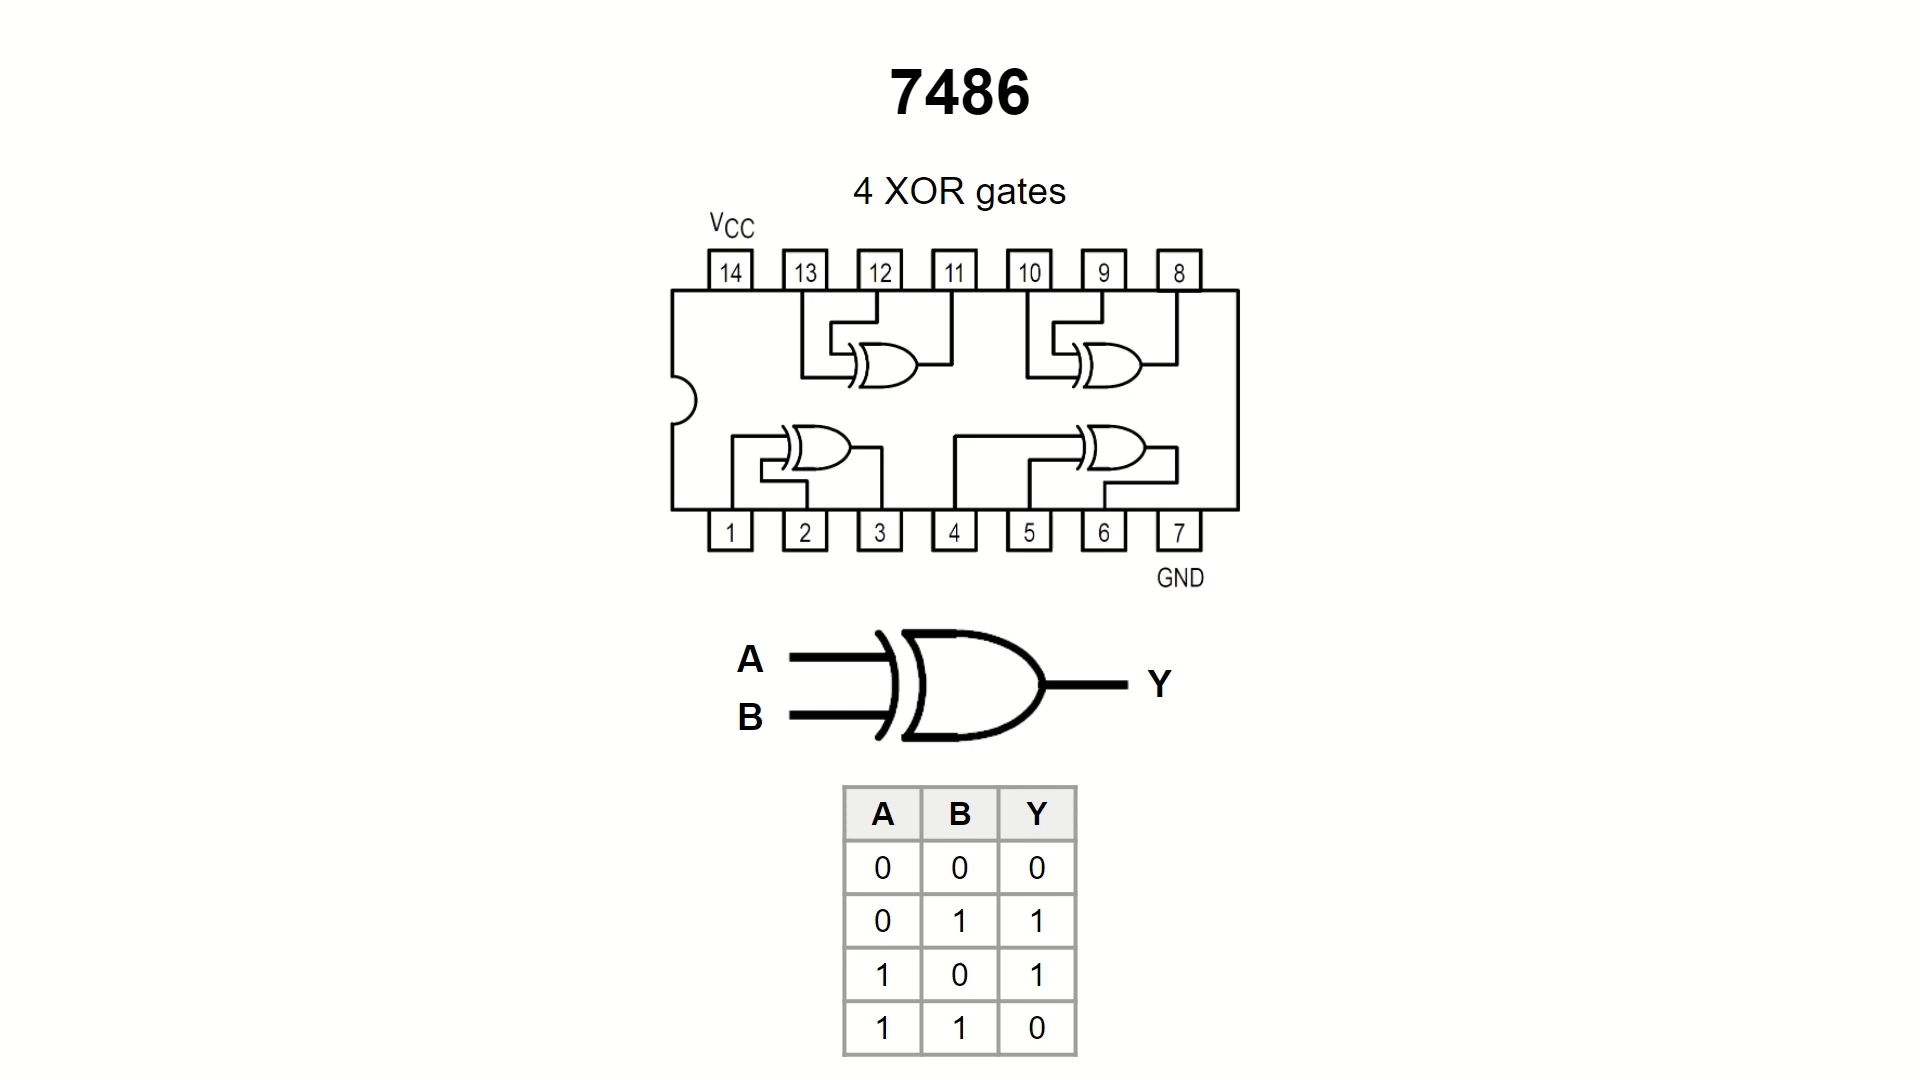 7486
4 XOR gates
VCC
14 13 12 11 10 9 8
1 2 3 4 5 6 7
GND
A
B
Y
A B Y
0 0 0
0 1 1
1 0 1
1 1 0